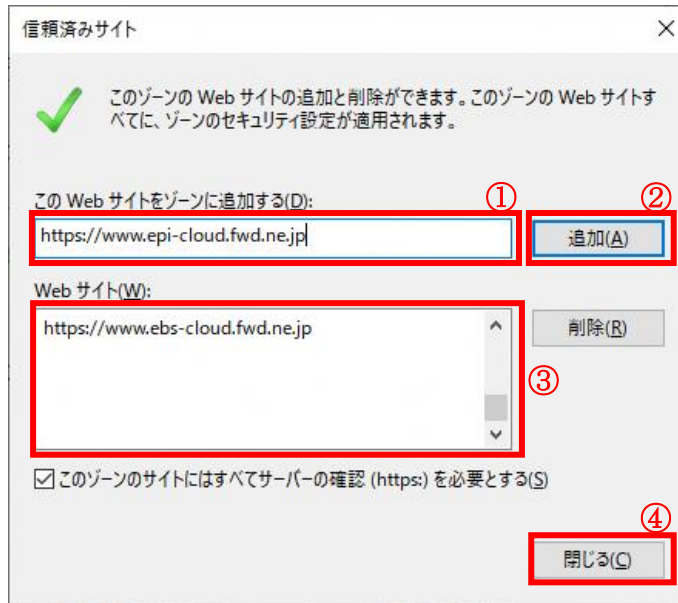 信頼済みサイト
このゾーンの Web サイトの追加と削除ができます。このゾーンの Web サイトす
べてに、ゾーンのセキュリティ設定が適用されます。
この Web サイトをゾーンに追加する(D):
①
②
https://www.epi-cloud.fwd.ne.jp
追加(A)
Web サイト(W):
https://www.ebs-cloud.fwd.ne.jp
削除(R)
③
このゾーンのサイトにはすべてサーバーの確認 (https:) を必要とする(S)
④
閉じる(C)